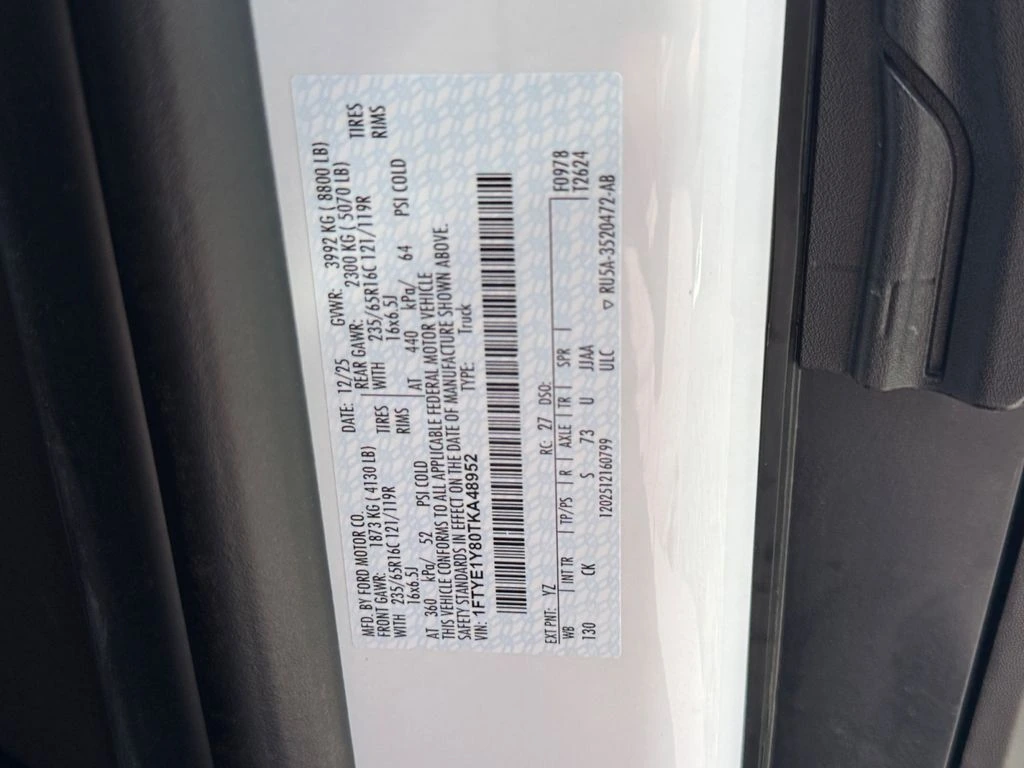 MFD. BY FORD MOTOR CO.
DATE: 12/25 GVWR: 3992 KG ( 8800 LB)
FRONT GAWR: 1873 KG ( 4130 LB) REAR GAWR: 2300 KG ( 5070 LB)
WITH 235/65R16C 121/119R TIRES WITH 235/65R16C 121/119R TIRES
16x6.5J RIMS 16x6.5J RIMS
AT 360 kPa/ 52 PSI COLD AT 440 kPa/ 64 PSI COLD
THIS VEHICLE CONFORMS TO ALL APPLICABLE FEDERAL MOTOR VEHICLE
SAFETY STANDARDS IN EFFECT ON THE DATE OF MANUFACTURE SHOWN ABOVE.
VIN: 1FTYE1Y80TKA48952 TYPE: Truck
EXT PNT: YZ RC: 27 DSO: F0978
WB INT TR TP/PS R AXLE TR SPR T2624
130 CK S 73 U JJAA
120251216079​9 ULC ▽ RU5A-3520472-AB